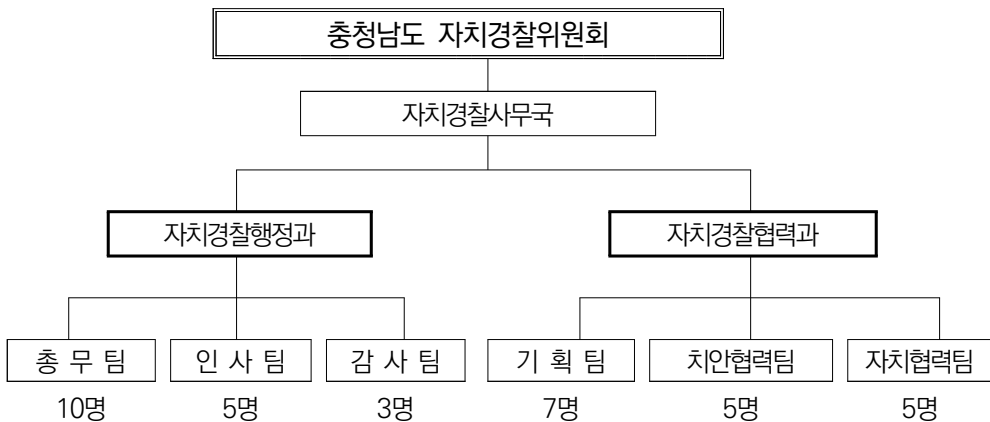 충청남도 자치경찰위원회
자치경찰사무국
자치경찰행정과 자치경찰협력과
총 무 팀 인 사 팀 감 사 팀 기 획 팀 치안협력팀 자치협력팀
10명 5명 3명 7명 5명 5명